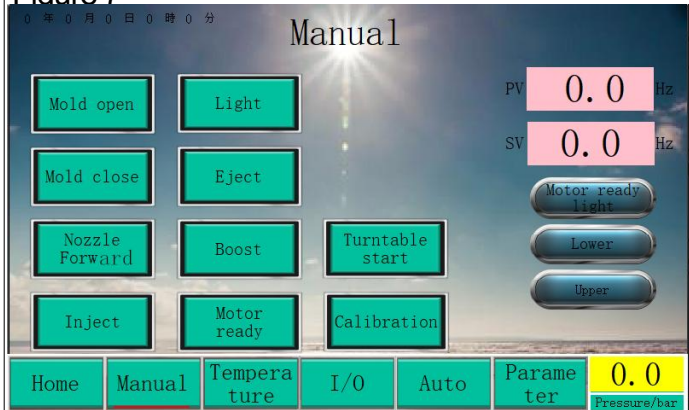 Figure 7
0 年 0 月 0 日 0 時 0 分
Manual
Mold open
Light
PV 0.0 Hz
SV 0.0 Hz
Mold close
Eject
Motor ready
light
Nozzle
Forward
Boost
Turntable
start
Lower
Upper
Inject
Motor
ready
Calibration
Home
Manual
Tempera
ture
I/O
Auto
Parame
ter
0.0
Pressure/bar